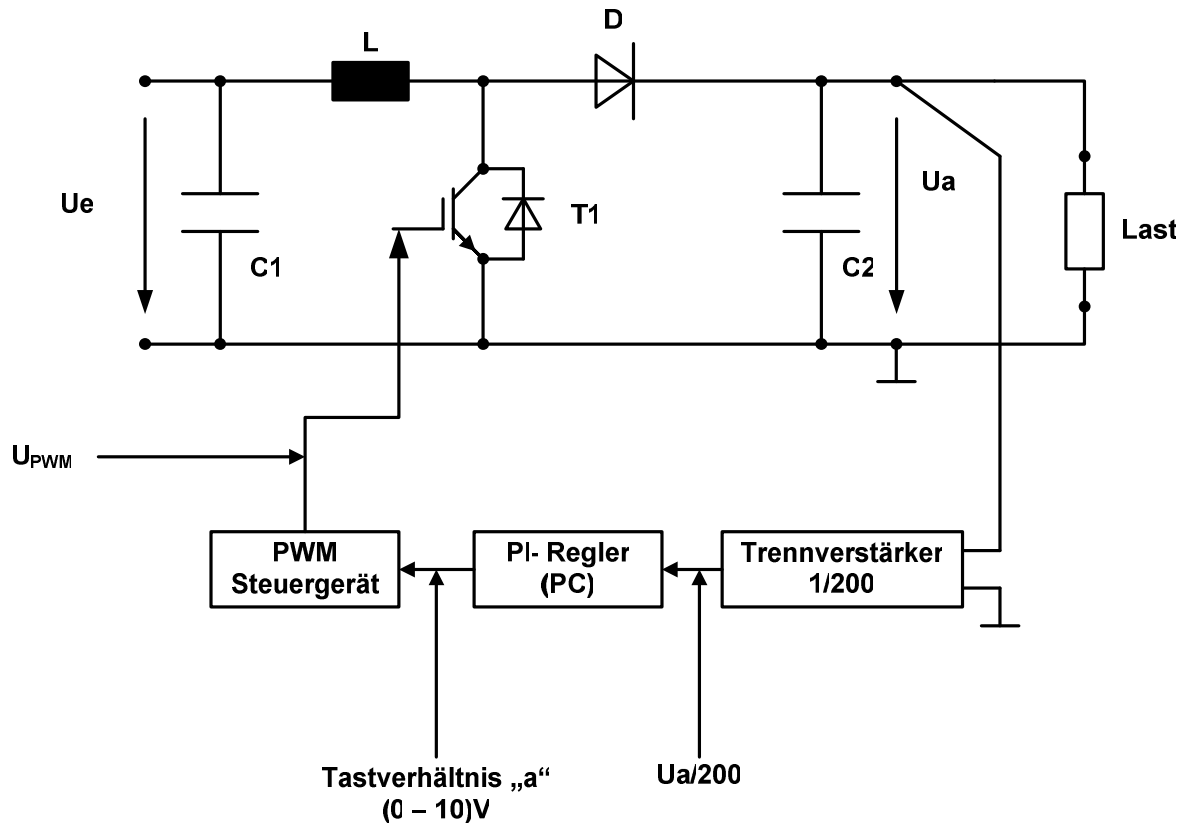 D
L
Ue
C1
T1
C2
Ua
Last
UPWM
PWM
Steuergerät
PI- Regler
(PC)
Trennverstärker
1/200
Tastverhältnis „a“
(0 – 10)V
Ua/200